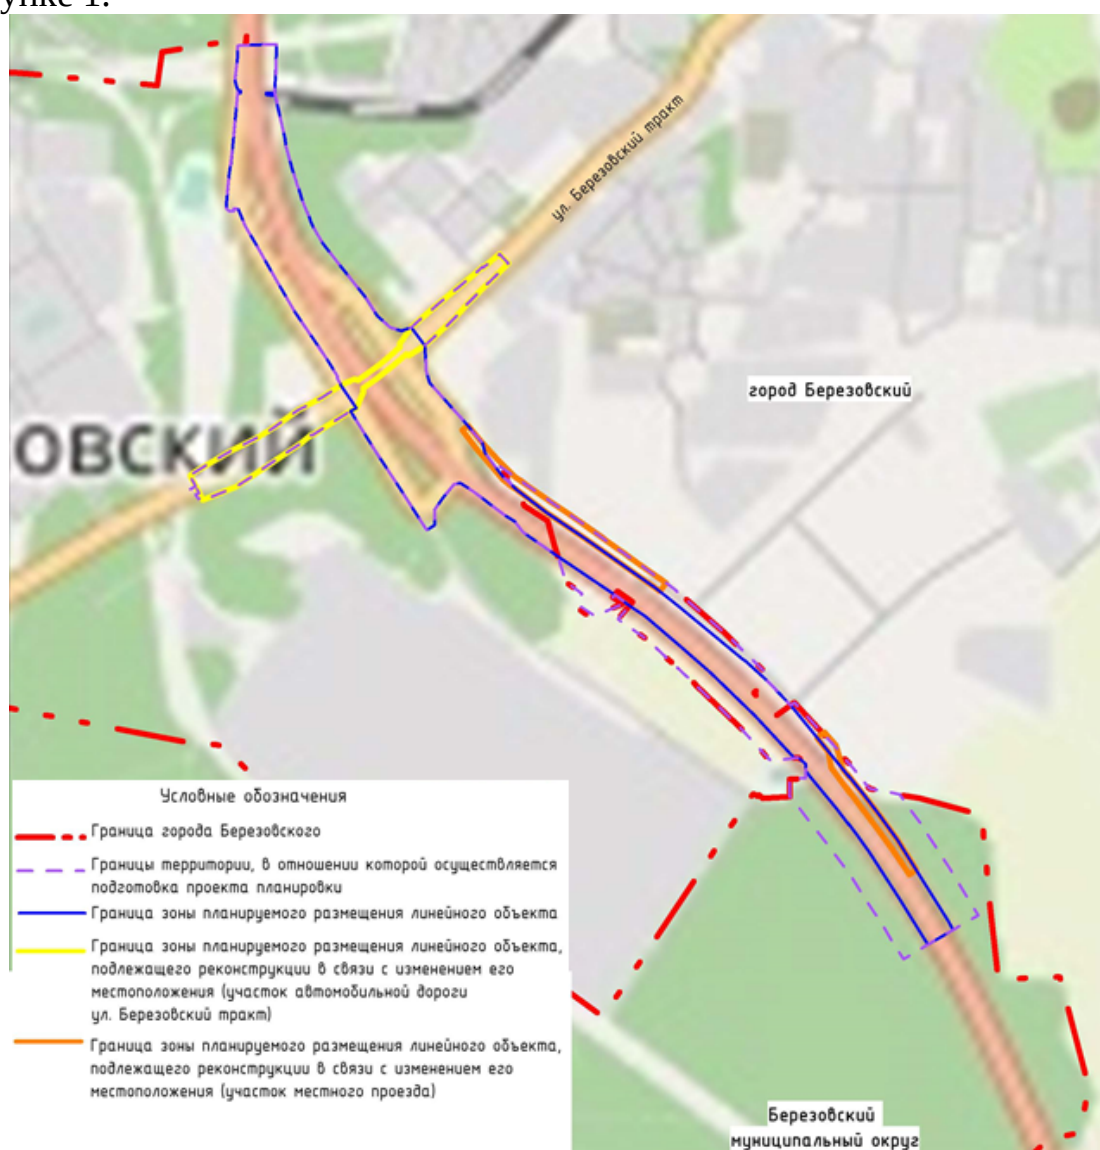 ул. Березовский тракт
город Березовский
ОВСКИЙ
Условные обозначения
Граница города Березовского
Границы территории, в отношении которой осуществляется
подготовка проекта планировки
Граница зоны планируемого размещения линейного объекта
Граница зоны планируемого размещения линейного объекта,
подлежащего реконструкции в связи с изменением его
местоположения (участок автомобильной дороги
ул. Березовский тракт)
Граница зоны планируемого размещения линейного объекта,
подлежащего реконструкции в связи с изменением его
местоположения (участок местного проезда)
Березовский
муниципальный округ